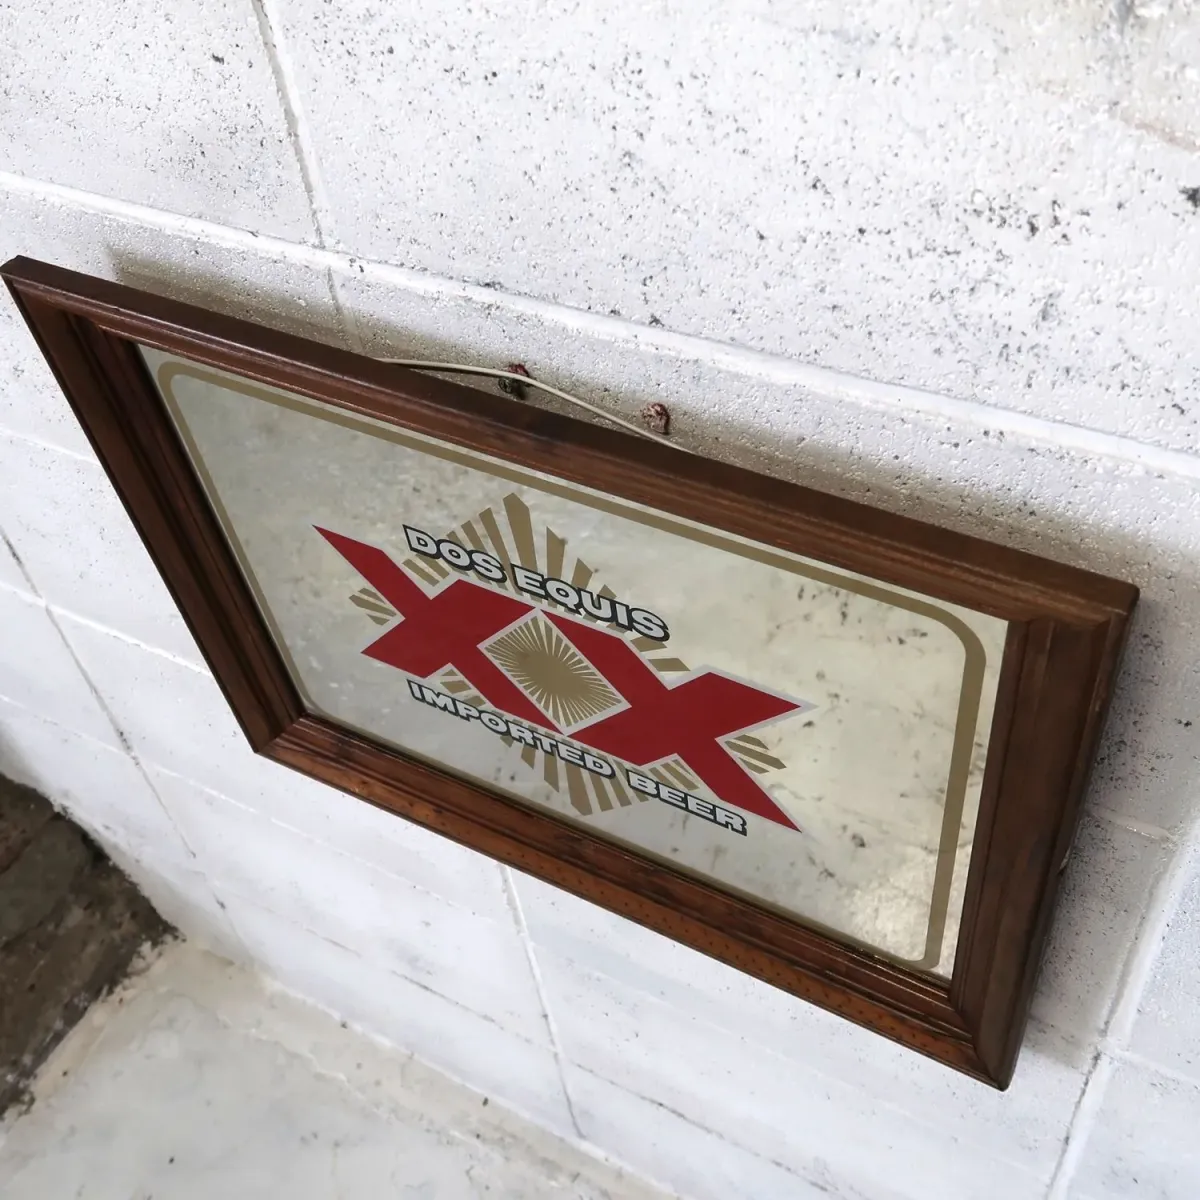 DOS EQUIS
XX
IMPORTED BEER